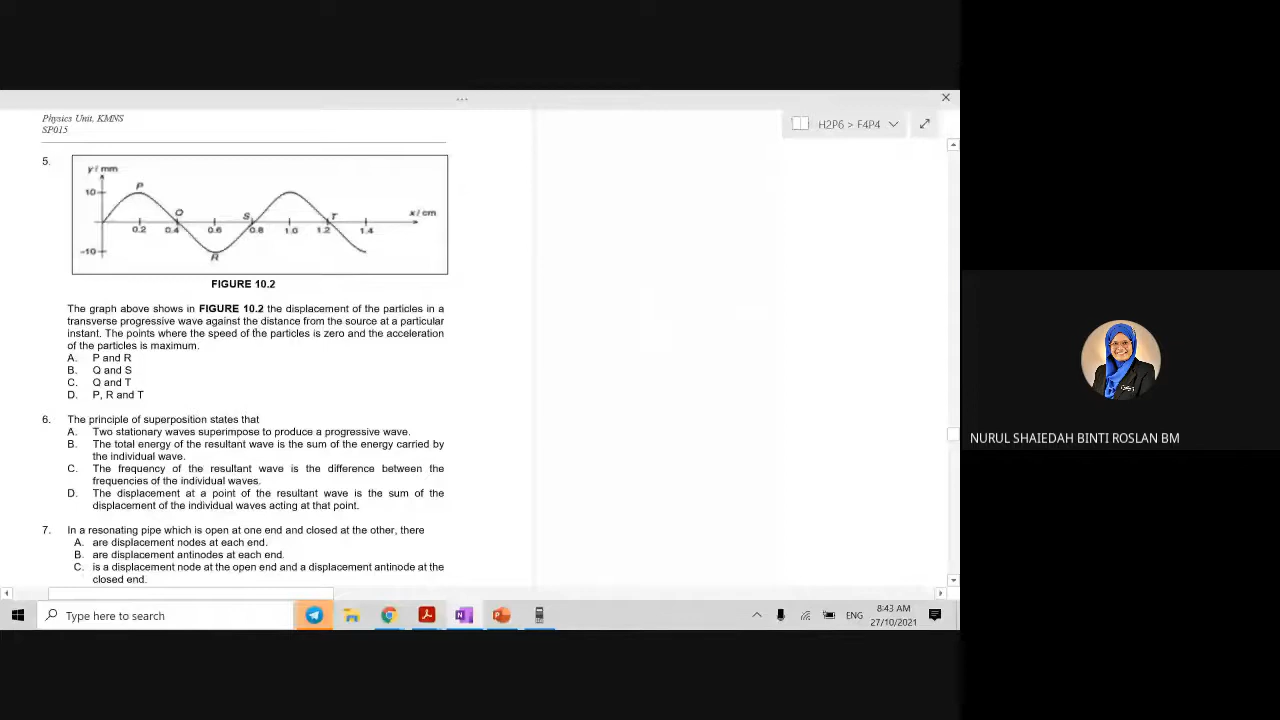 ...
Physics Unit, KMNS
SP015
H2P6 > F4P4
5.
y / mm
P
10
Q
S
T
x / cm
0.2 0.4 0.6 0.8 1.0 1.2 1.4
-10
R
FIGURE 10.2
The graph above shows in FIGURE 10.2 the displacement of the particles in a
transverse progressive wave against the distance from the source at a particular
instant. The points where the speed of the particles is zero and the acceleration
of the particles is maximum.
A. P and R
B. Q and S
C. Q and T
D. P, R and T
6. The principle of superposition states that
A. Two stationary waves superimpose to produce a progressive wave.
B. The total energy of the resultant wave is the sum of the energy carried by
the individual wave.
C. The frequency of the resultant wave is the difference between the
frequencies of the individual waves.
D. The displacement at a point of the resultant wave is the sum of the
displacement of the individual waves acting at that point.
7. In a resonating pipe which is open at one end and closed at the other, there
A. are displacement nodes at each end.
B. are displacement antinodes at each end.
C. is a displacement node at the open end and a displacement antinode at the
closed end.
NURUL SHAIEDAH BINTI ROSLAN BM
Type here to search
ENG
8:43 AM
27/10/2021